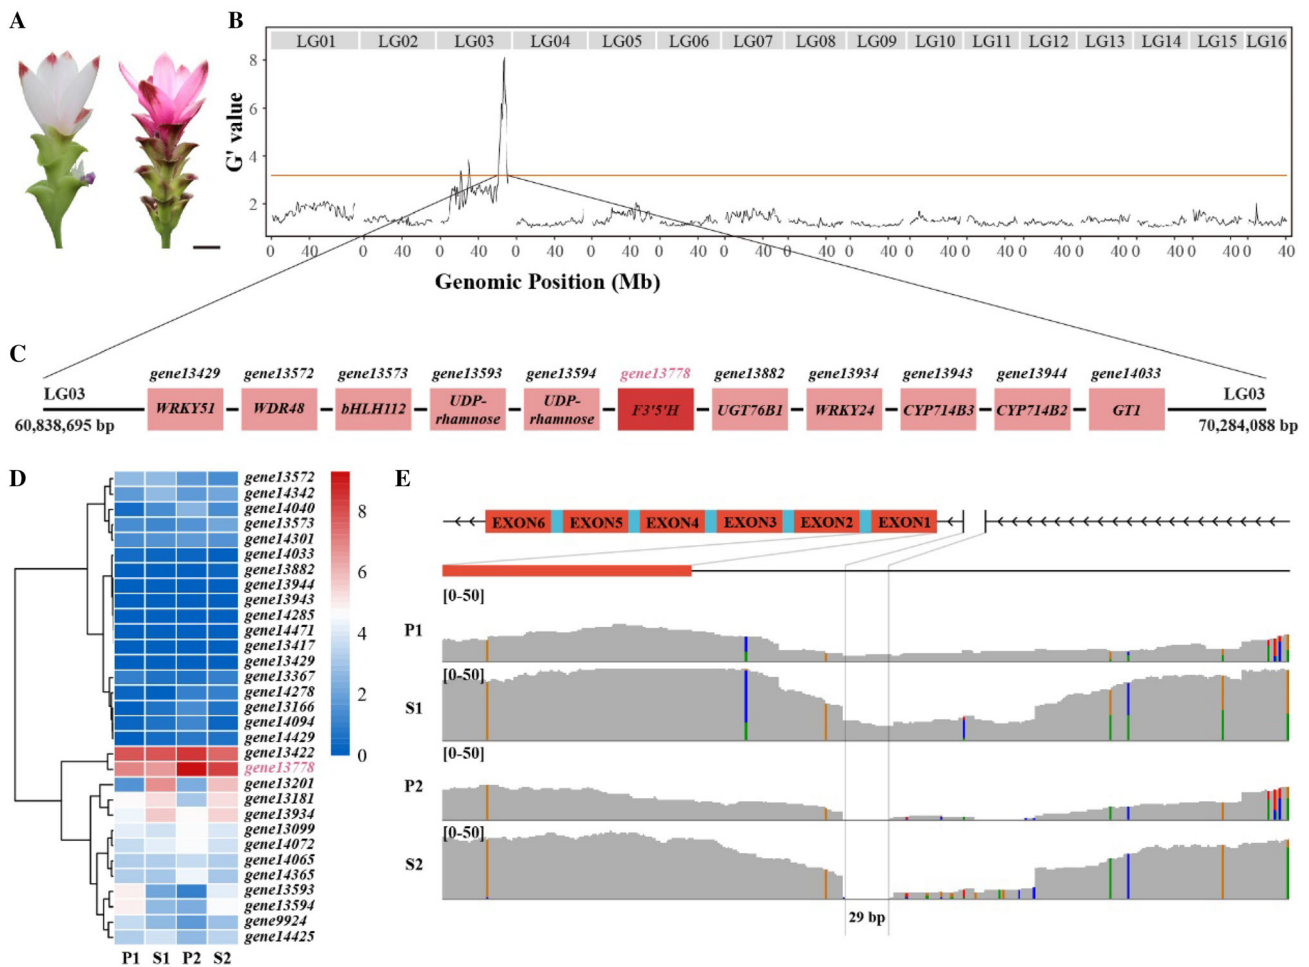 A
B
LG01 LG02 LG03 LG04 LG05 LG06 LG07 LG08 LG09 LG10 LG11 LG12 LG13 LG14 LG15 LG16
8
6
4
2
G' value
0 40 0 40 0 40 0 40 0 40 0 40 0 40 0 40 0 40 0 40 0 40 0 40 0 40 0 40 0 40 0 40
Genomic Position (Mb)
C
gene13429 gene13572 gene13573 gene13593 gene13594 gene13778 gene13882 gene13934 gene13943 gene13944 gene14033
LG03 WRKY51 WDR48 bHLH112 UDP-rhamnose UDP-rhamnose F3'5'H UGT76B1 WRKY24 CYP714B3 CYP714B2 GT1 LG03
60,838,695 bp 70,284,088 bp
D
gene13572
gene14342
gene14040
gene13573
gene14301
gene14033
gene13882
gene13944
gene13943
gene14285
gene14471
gene13417
gene13429
gene13367
gene14278
gene13166
gene14094
gene14429
gene13422
gene13778
gene13201
gene13181
gene13934
gene13099
gene14072
gene14065
gene14365
gene13593
gene13594
gene9924
gene14425
P1 S1 P2 S2
8
6
4
2
0
E
EXON6 EXON5 EXON4 EXON3 EXON2 EXON1
[0-50]
P1
[0-50]
S1
[0-50]
P2
[0-50]
S2
29 bp